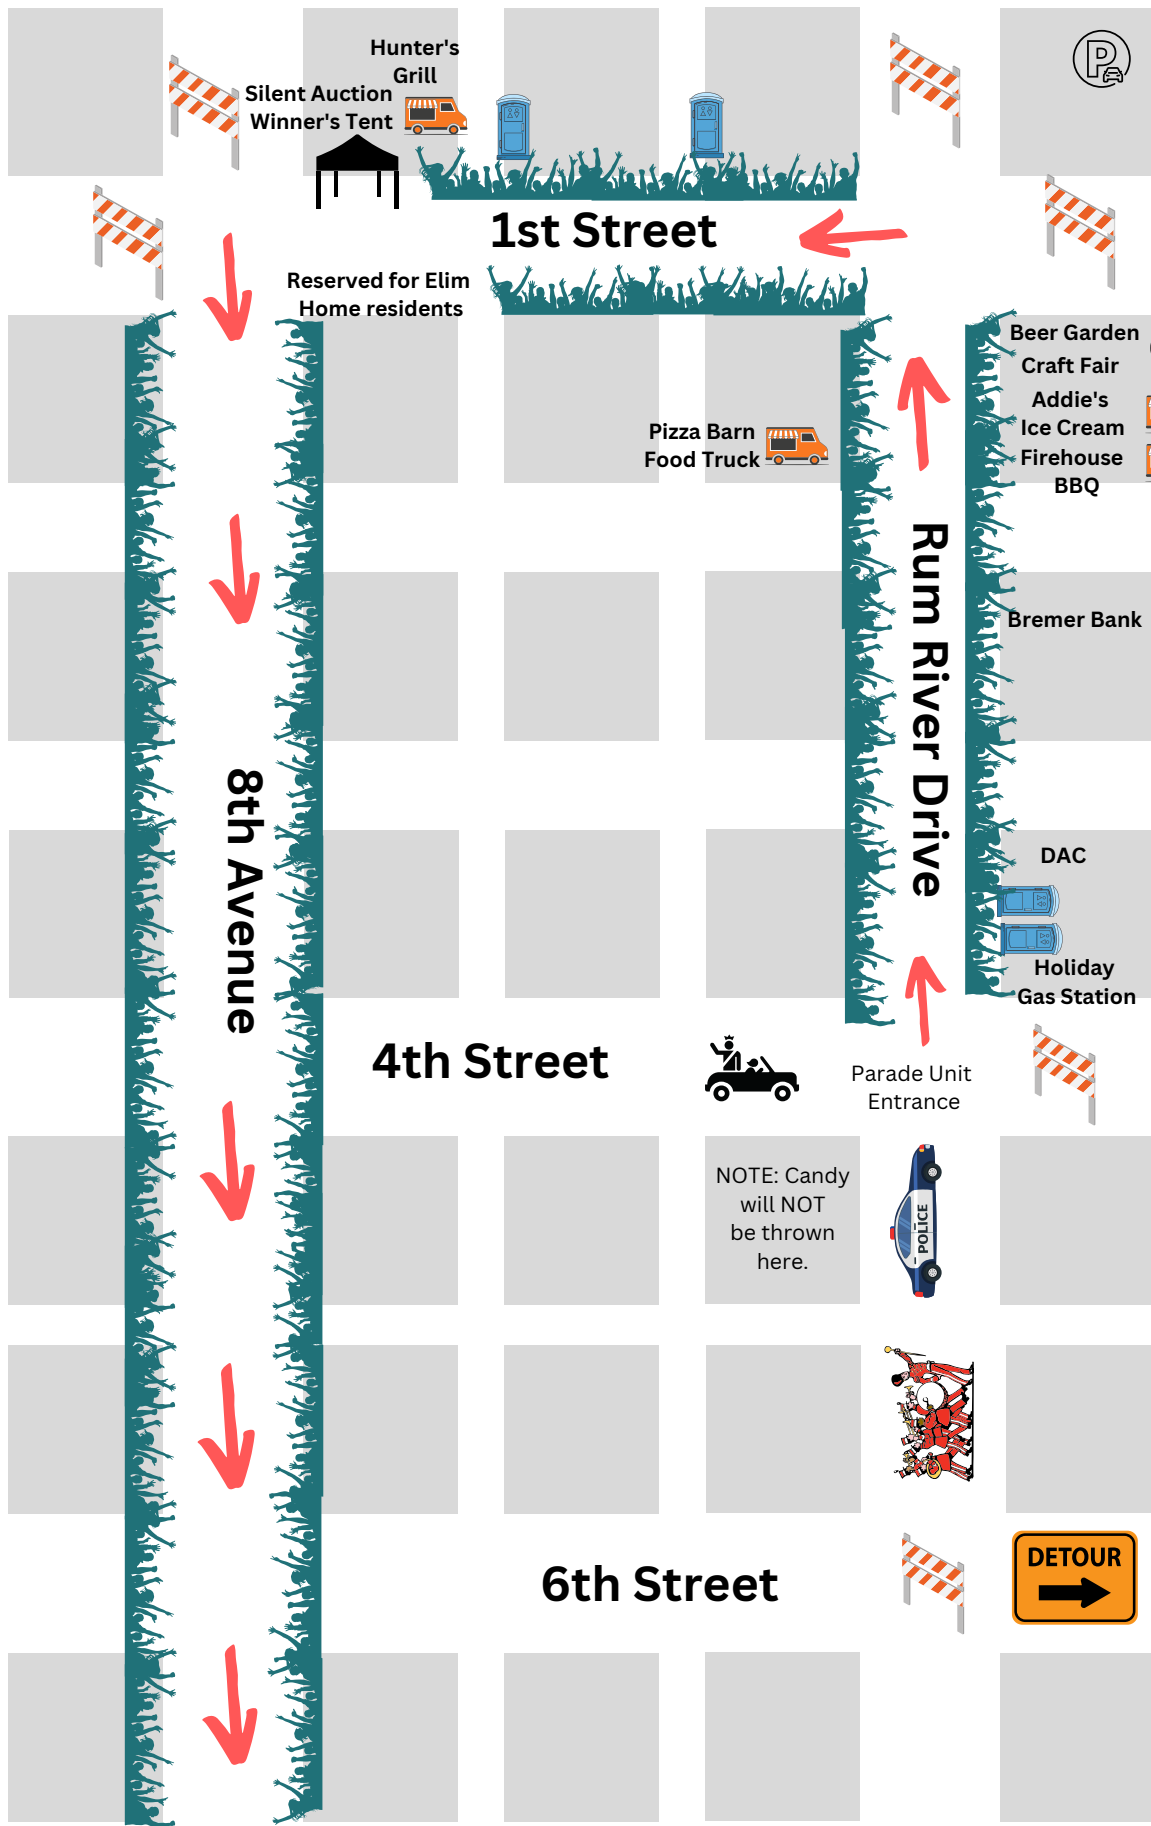 P
Hunter's
Grill
Silent Auction
Winner's Tent
1st Street
Reserved for Elim
Home residents
Beer Garden
Craft Fair
Addie's
Ice Cream
Firehouse
BBQ
Pizza Barn
Food Truck
Rum River Drive
Bremer Bank
8th Avenue
DAC
Holiday
Gas Station
4th Street
Parade Unit
Entrance
NOTE: Candy
will NOT
be thrown
here.
POLICE
6th Street
DETOUR